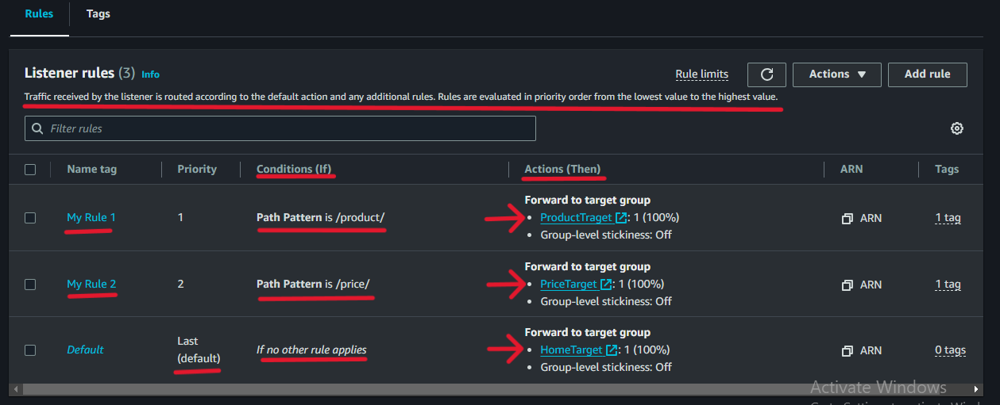 Rules Tags
Listener rules (3) Info
Rule limits Actions Add rule
Traffic received by the listener is routed according to the default action and any additional rules. Rules are evaluated in priority order from the lowest value to the highest value.
Filter rules
Name tag Priority Conditions (If) Actions (Then) ARN Tags
Forward to target group
My Rule 1 1 Path Pattern is /product/ ProductTraget : 1 (100%) ARN 1 tag
Group-level stickiness: Off
Forward to target group
My Rule 2 2 Path Pattern is /price/ PriceTarget : 1 (100%) ARN 1 tag
Group-level stickiness: Off
Forward to target group
Default Last (default) If no other rule applies HomeTarget : 1 (100%) ARN 0 tags
Group-level stickiness: Off
Activate Windows